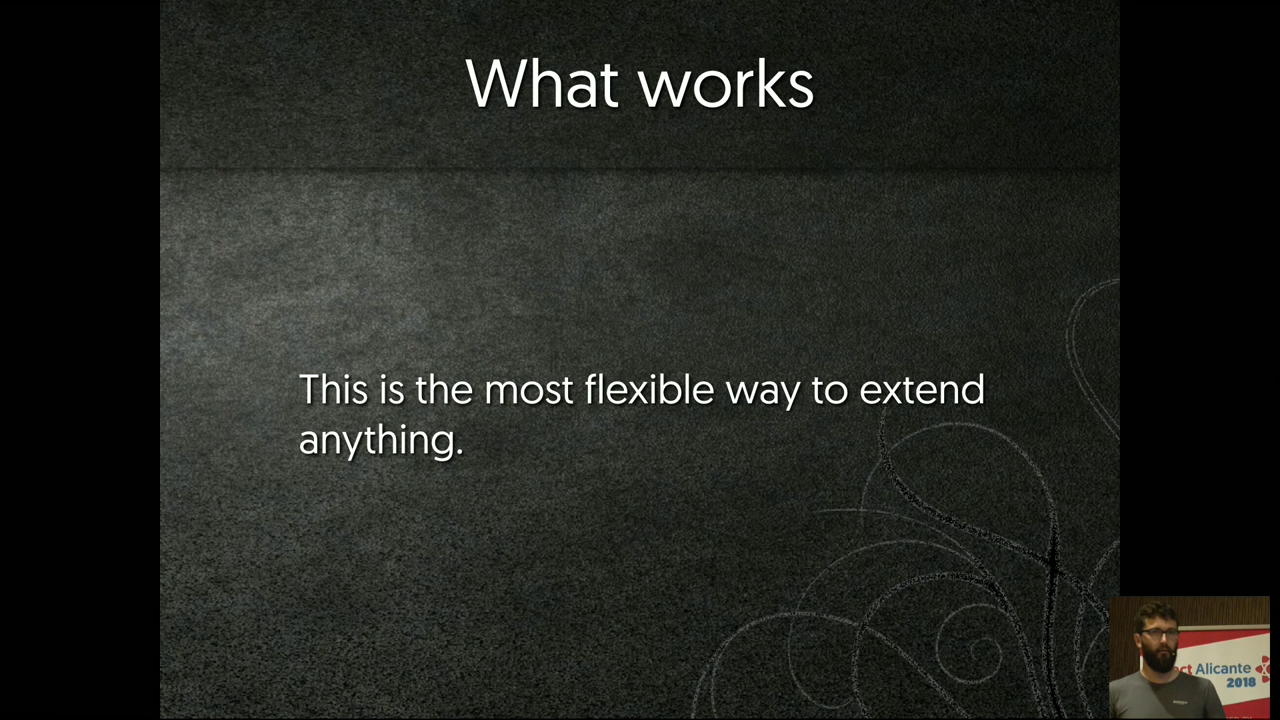 What works
This is the most flexible way to extend
anything.
Alicante
2018